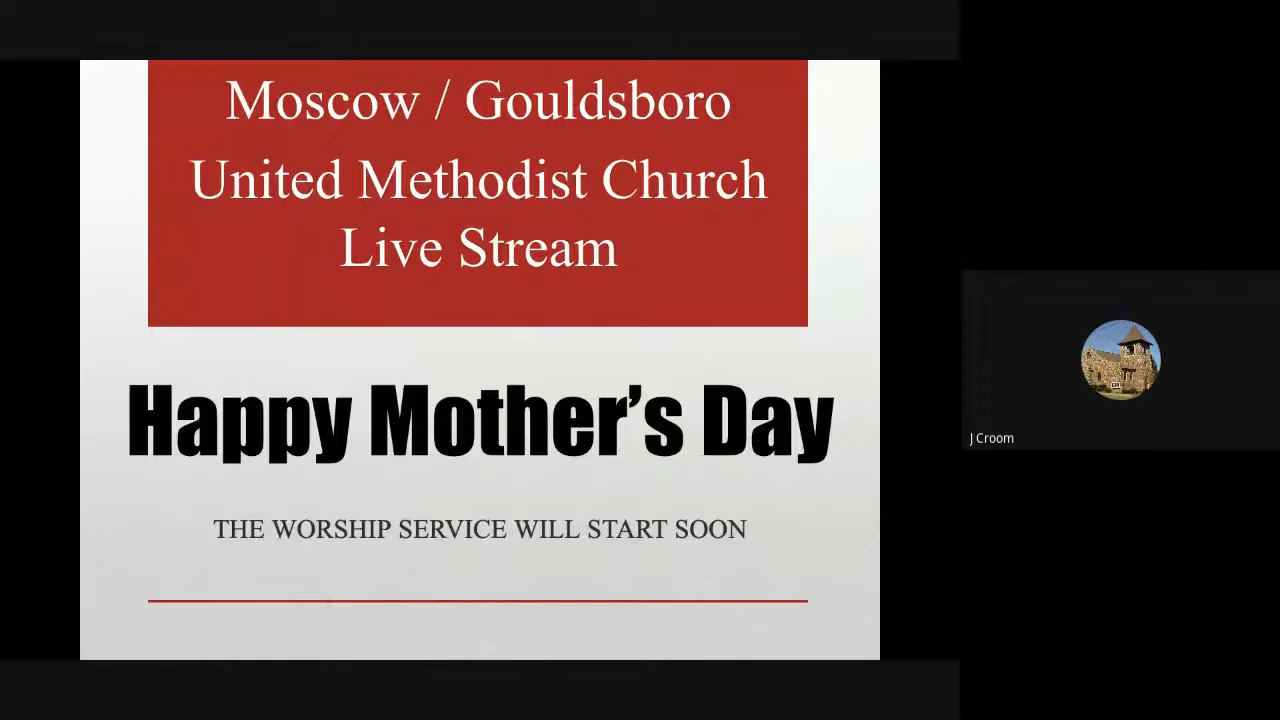 Moscow / Gouldsboro
United Methodist Church
Live Stream
Happy Mother’s Day
THE WORSHIP SERVICE WILL START SOON
J Croom